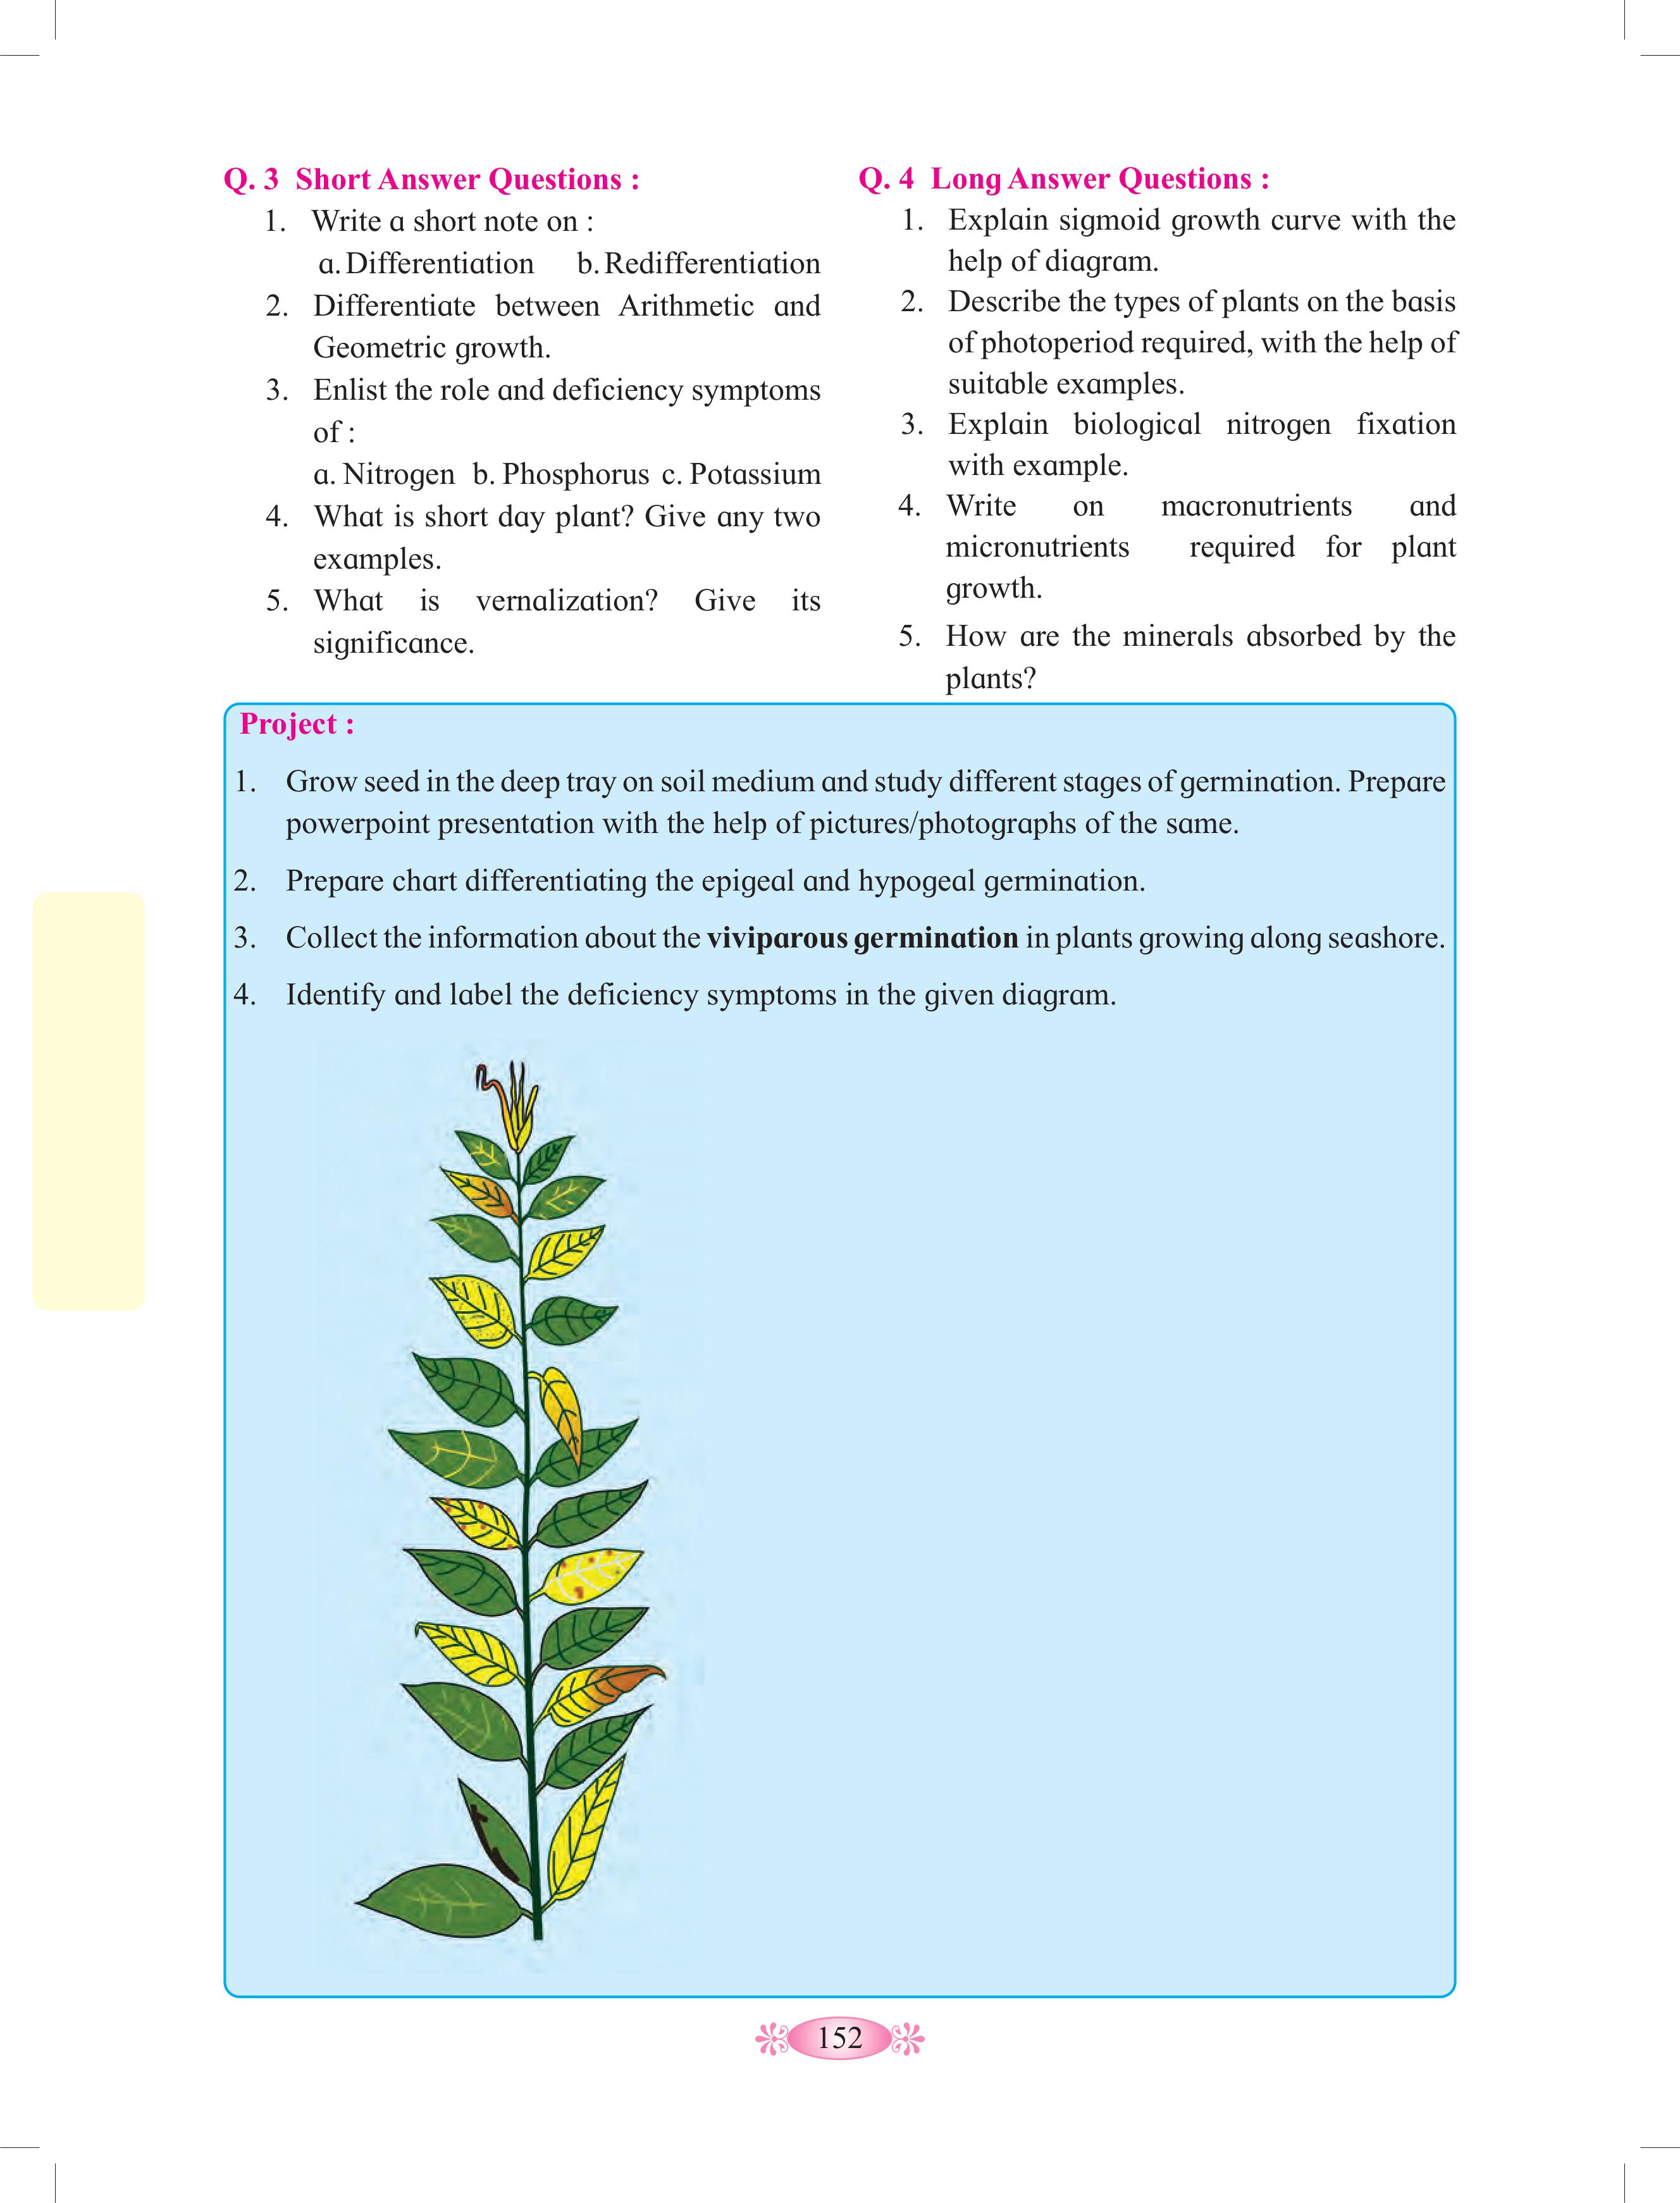 Q. 3 Short Answer Questions :
1. Write a short note on :
a. Differentiation b. Redifferentiation
2. Differentiate between Arithmetic and
Geometric growth.
3. Enlist the role and deficiency symptoms
of :
a. Nitrogen b. Phosphorus c. Potassium
4. What is short day plant? Give any two
examples.
5. What is vernalization? Give its
significance.
Q. 4 Long Answer Questions :
1. Explain sigmoid growth curve with the
help of diagram.
2. Describe the types of plants on the basis
of photoperiod required, with the help of
suitable examples.
3. Explain biological nitrogen fixation
with example.
4. Write on macronutrients and
micronutrients required for plant
growth.
5. How are the minerals absorbed by the
plants?
Project :
1. Grow seed in the deep tray on soil medium and study different stages of germination. Prepare
powerpoint presentation with the help of pictures/photographs of the same.
2. Prepare chart differentiating the epigeal and hypogeal germination.
3. Collect the information about the viviparous germination in plants growing along seashore.
4. Identify and label the deficiency symptoms in the given diagram.
152